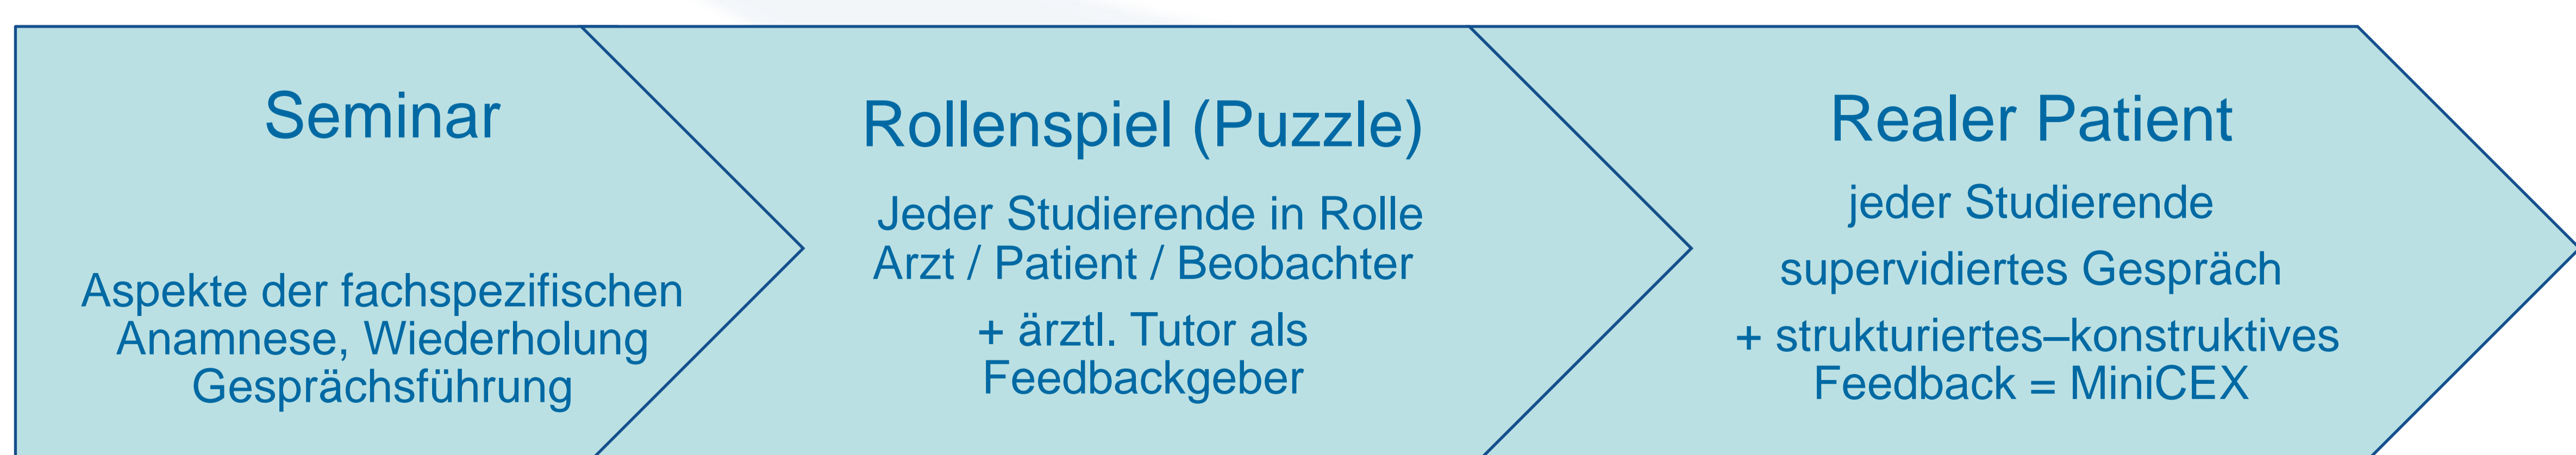 Seminar
Aspekte der fachspezifischen
Anamnese, Wiederholung
Gesprächsführung
Rollenspiel (Puzzle)
Jeder Studierende in Rolle
Arzt / Patient / Beobachter
+ ärztl. Tutor als
Feedbackgeber
Realer Patient
jeder Studierende
supervidiertes Gespräch
+ strukturiertes–konstruktives
Feedback = MiniCEX